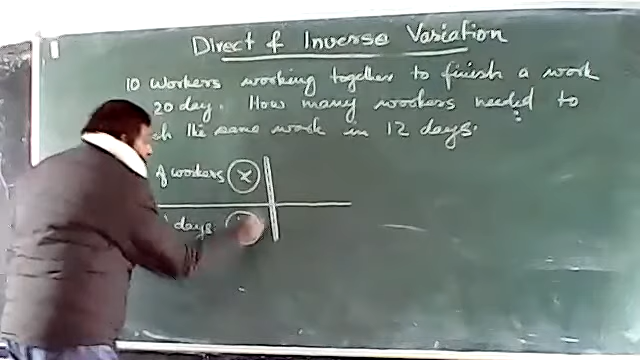 Direct & Inverse Variation
10 Workers working together to finish a work
20 day. How many workers needed to
the same work in 12 days.
f workers x
days.